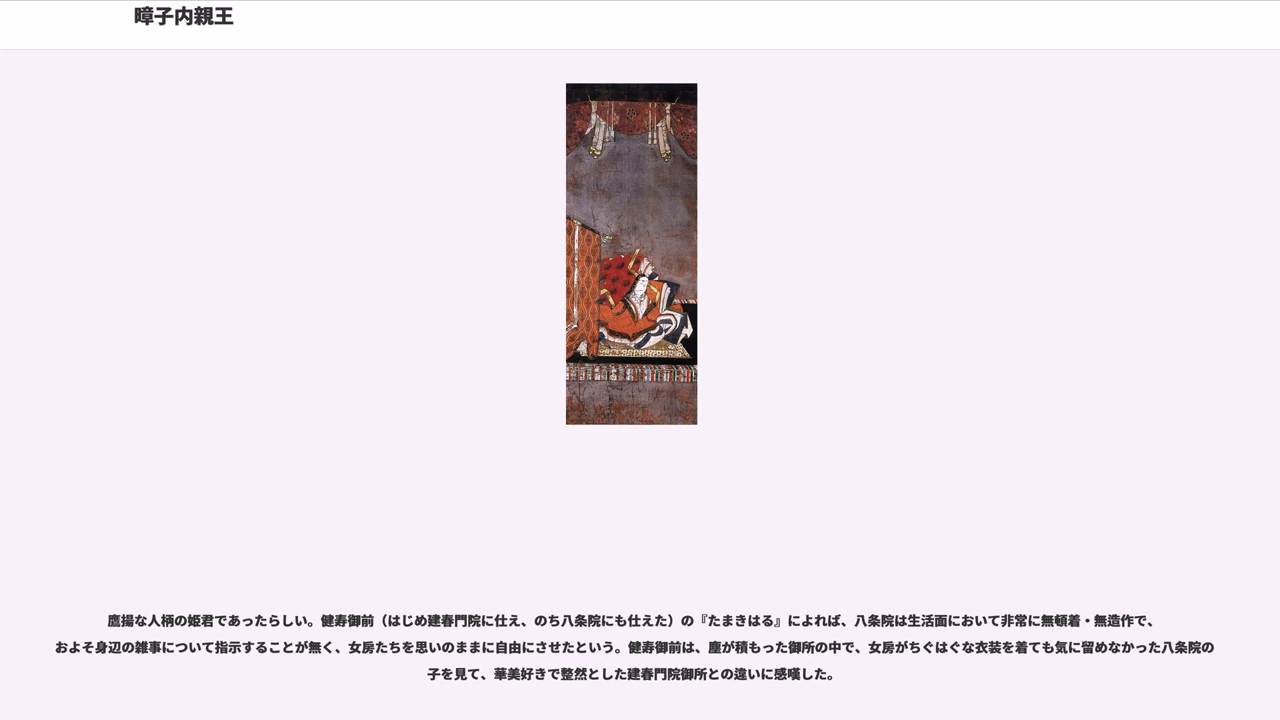 暲子内親王
鷹揚な人柄の姫君であったらしい。健寿御前（はじめ建春門院に仕え、のち八条院にも仕えた）の『たまきはる』によれば、八条院は生活面において非常に無頓着・無造作で、
およそ身辺の雑事について指示することが無く、女房たちを思いのままに自由にさせたという。健寿御前は、塵が積もった御所の中で、女房がちぐはぐな衣装を着ても気に留めなかった八条院の
子を見て、華美好きで整然とした建春門院御所との違いに感嘆した。